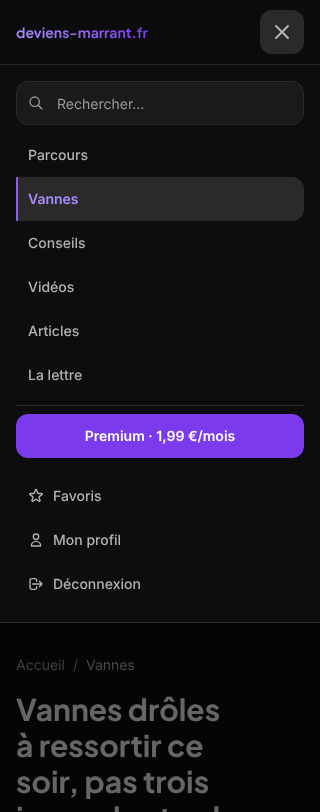 deviens-marrant.fr
Rechercher...
Parcours
Vannes
Conseils
Vidéos
Articles
La lettre
Premium · 1,99 €/mois
Favoris
Mon profil
Déconnexion
Accueil / Vannes
Vannes drôles
à ressortir ce
soir, pas trois